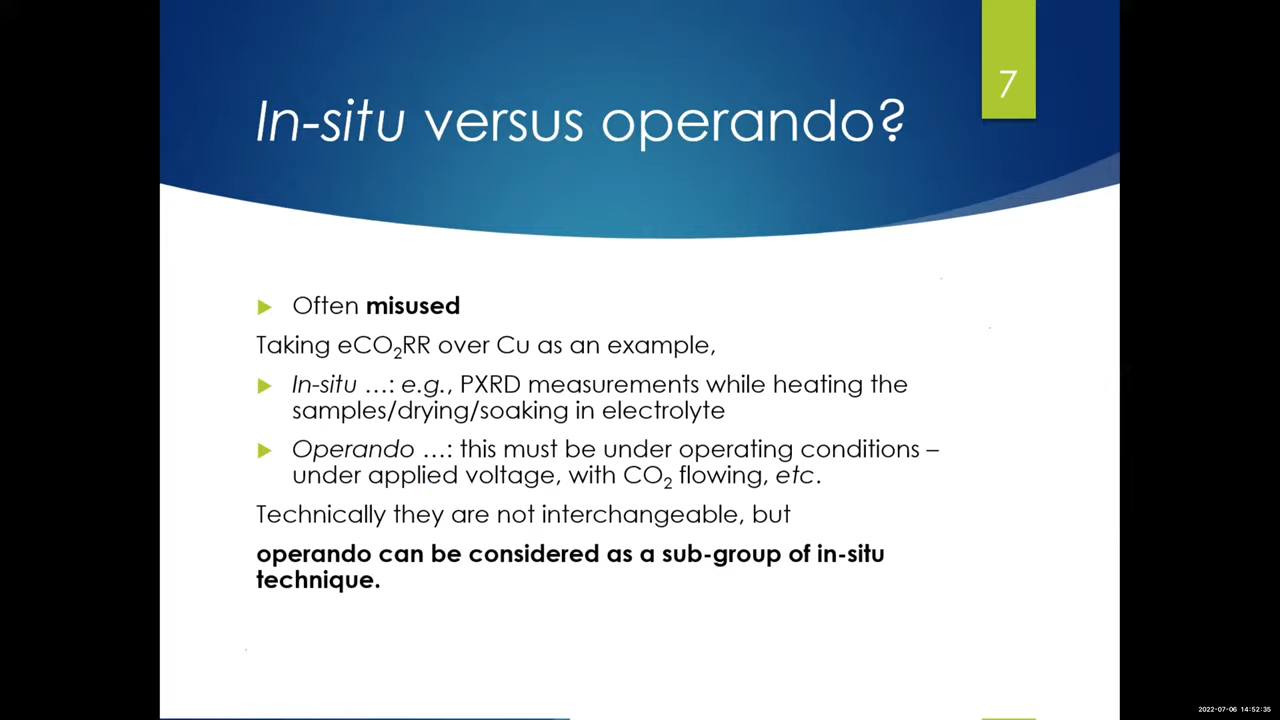 7
In-situ versus operando?
Often misused
Taking eCO₂RR over Cu as an example,
In-situ …: e.g., PXRD measurements while heating the
samples/drying/soaking in electrolyte
Operando …: this must be under operating conditions –
under applied voltage, with CO₂ flowing, etc.
Technically they are not interchangeable, but
operando can be considered as a sub-group of in-situ
technique.
2022-07-06 14:52:35